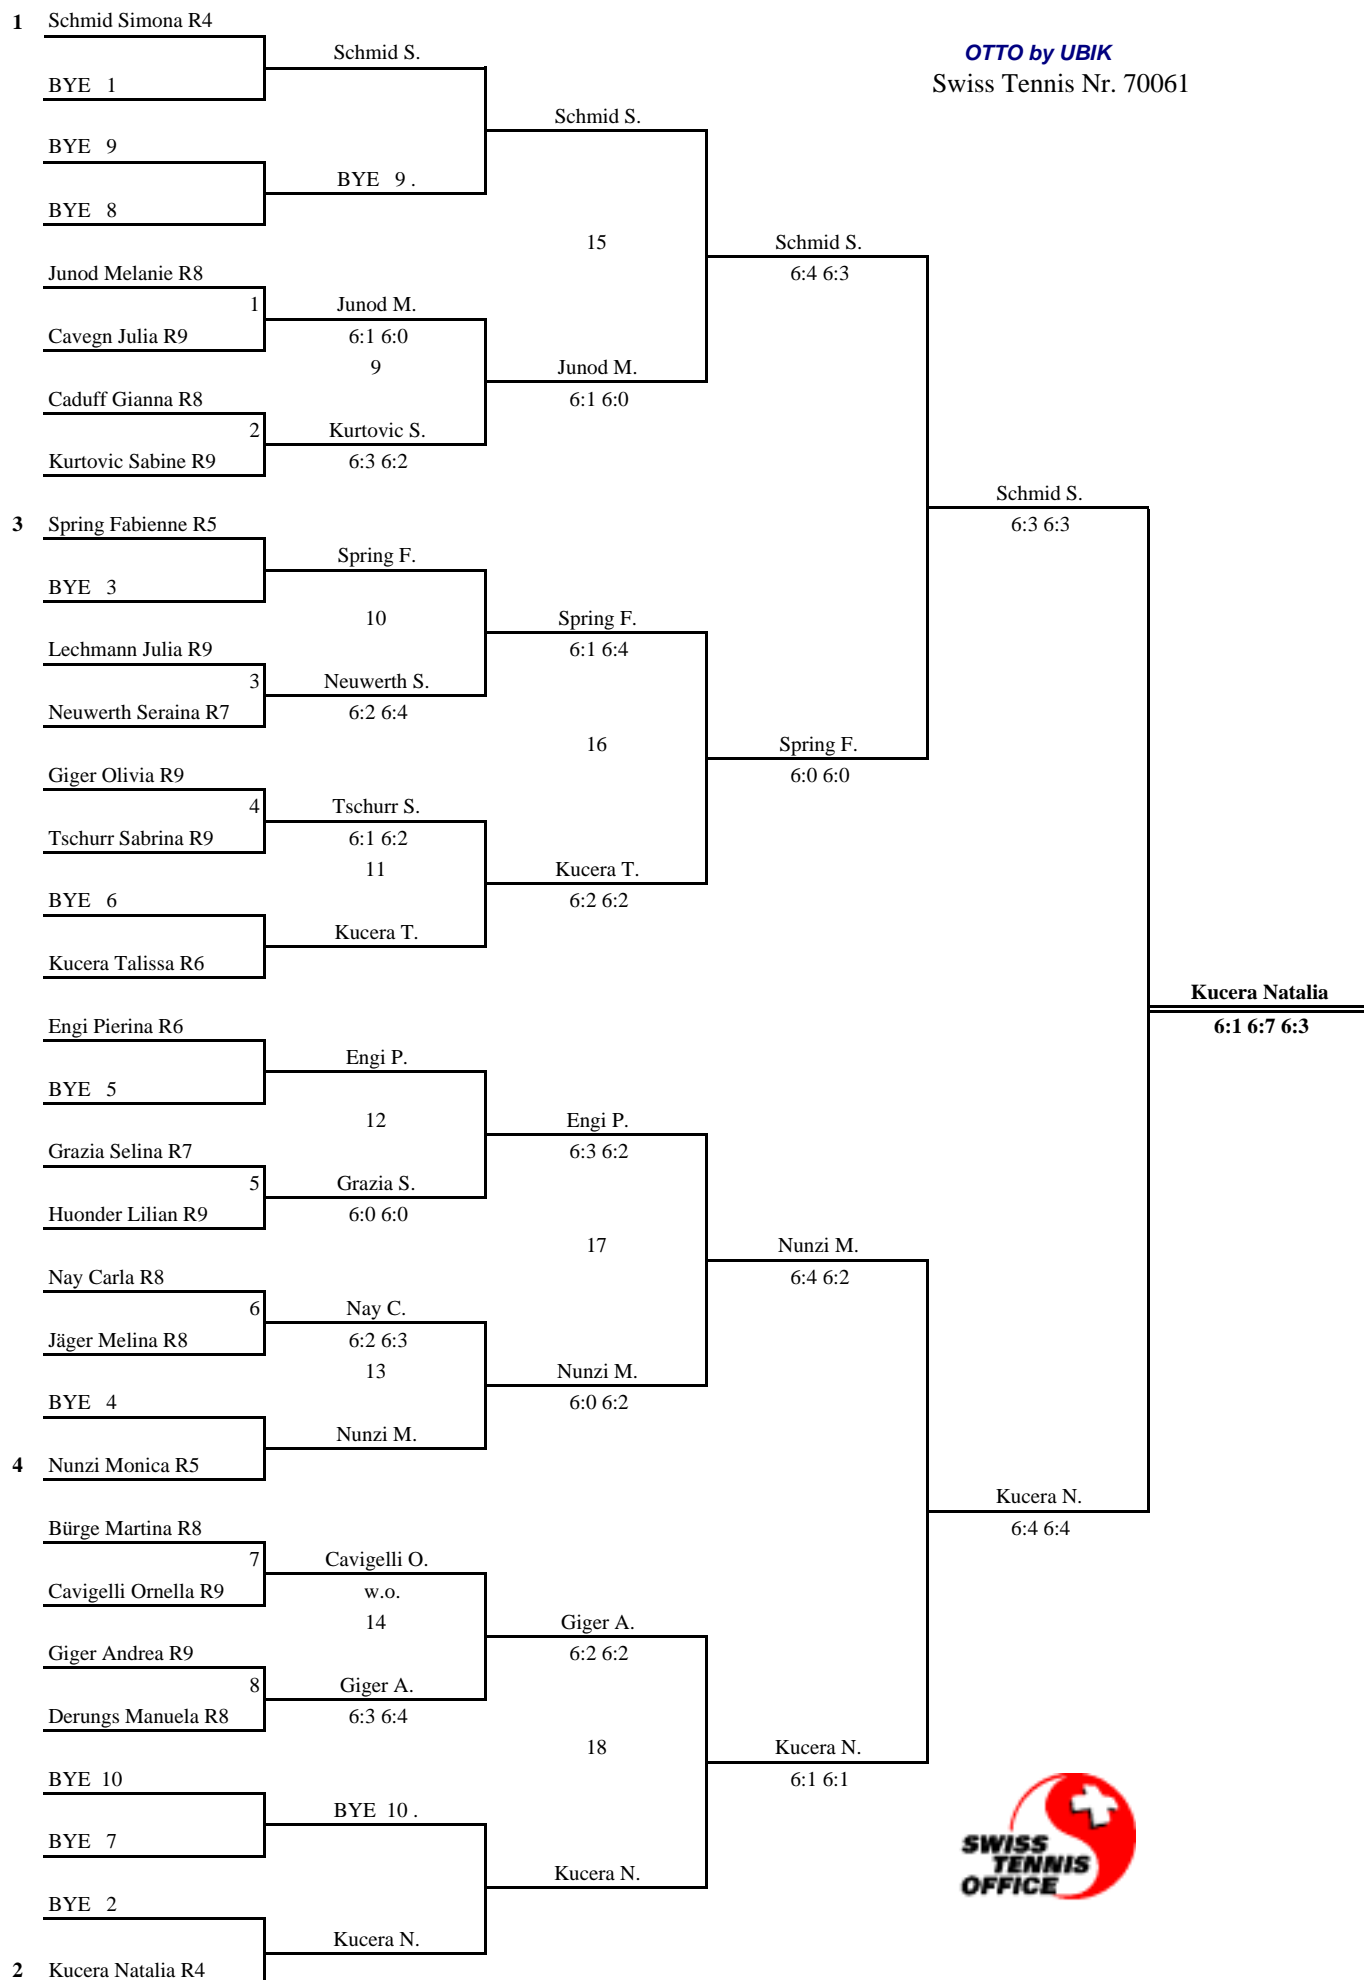 1 Schmid Simona R4
Schmid S.
OTTO by UBIK
BYE 1
Swiss Tennis Nr. 70061
Schmid S.
BYE 9
BYE 9 .
BYE 8
15
Schmid S.
Junod Melanie R8
6:4 6:3
1
Junod M.
Cavegn Julia R9
6:1 6:0
9
Junod M.
Caduff Gianna R8
6:1 6:0
2
Kurtovic S.
Kurtovic Sabine R9
6:3 6:2
Schmid S.
3 Spring Fabienne R5
6:3 6:3
Spring F.
BYE 3
10
Spring F.
Lechmann Julia R9
6:1 6:4
3
Neuwerth S.
Neuwerth Seraina R7
6:2 6:4
16
Spring F.
Giger Olivia R9
6:0 6:0
4
Tschurr S.
Tschurr Sabrina R9
6:1 6:2
11
Kucera T.
BYE 6
6:2 6:2
Kucera T.
Kucera Talissa R6
Kucera Natalia
Engi Pierina R6
6:1 6:7 6:3
Engi P.
BYE 5
12
Engi P.
Grazia Selina R7
6:3 6:2
5
Grazia S.
Huonder Lilian R9
6:0 6:0
17
Nunzi M.
Nay Carla R8
6:4 6:2
6
Nay C.
Jäger Melina R8
6:2 6:3
13
Nunzi M.
BYE 4
6:0 6:2
Nunzi M.
4 Nunzi Monica R5
Kucera N.
Bürge Martina R8
6:4 6:4
7
Cavigelli O.
Cavigelli Ornella R9
w.o.
14
Giger A.
Giger Andrea R9
6:2 6:2
8
Giger A.
Derungs Manuela R8
6:3 6:4
18
Kucera N.
BYE 10
6:1 6:1
BYE 10 .
BYE 7
SWISS
TENNIS
OFFICE
Kucera N.
BYE 2
Kucera N.
2 Kucera Natalia R4